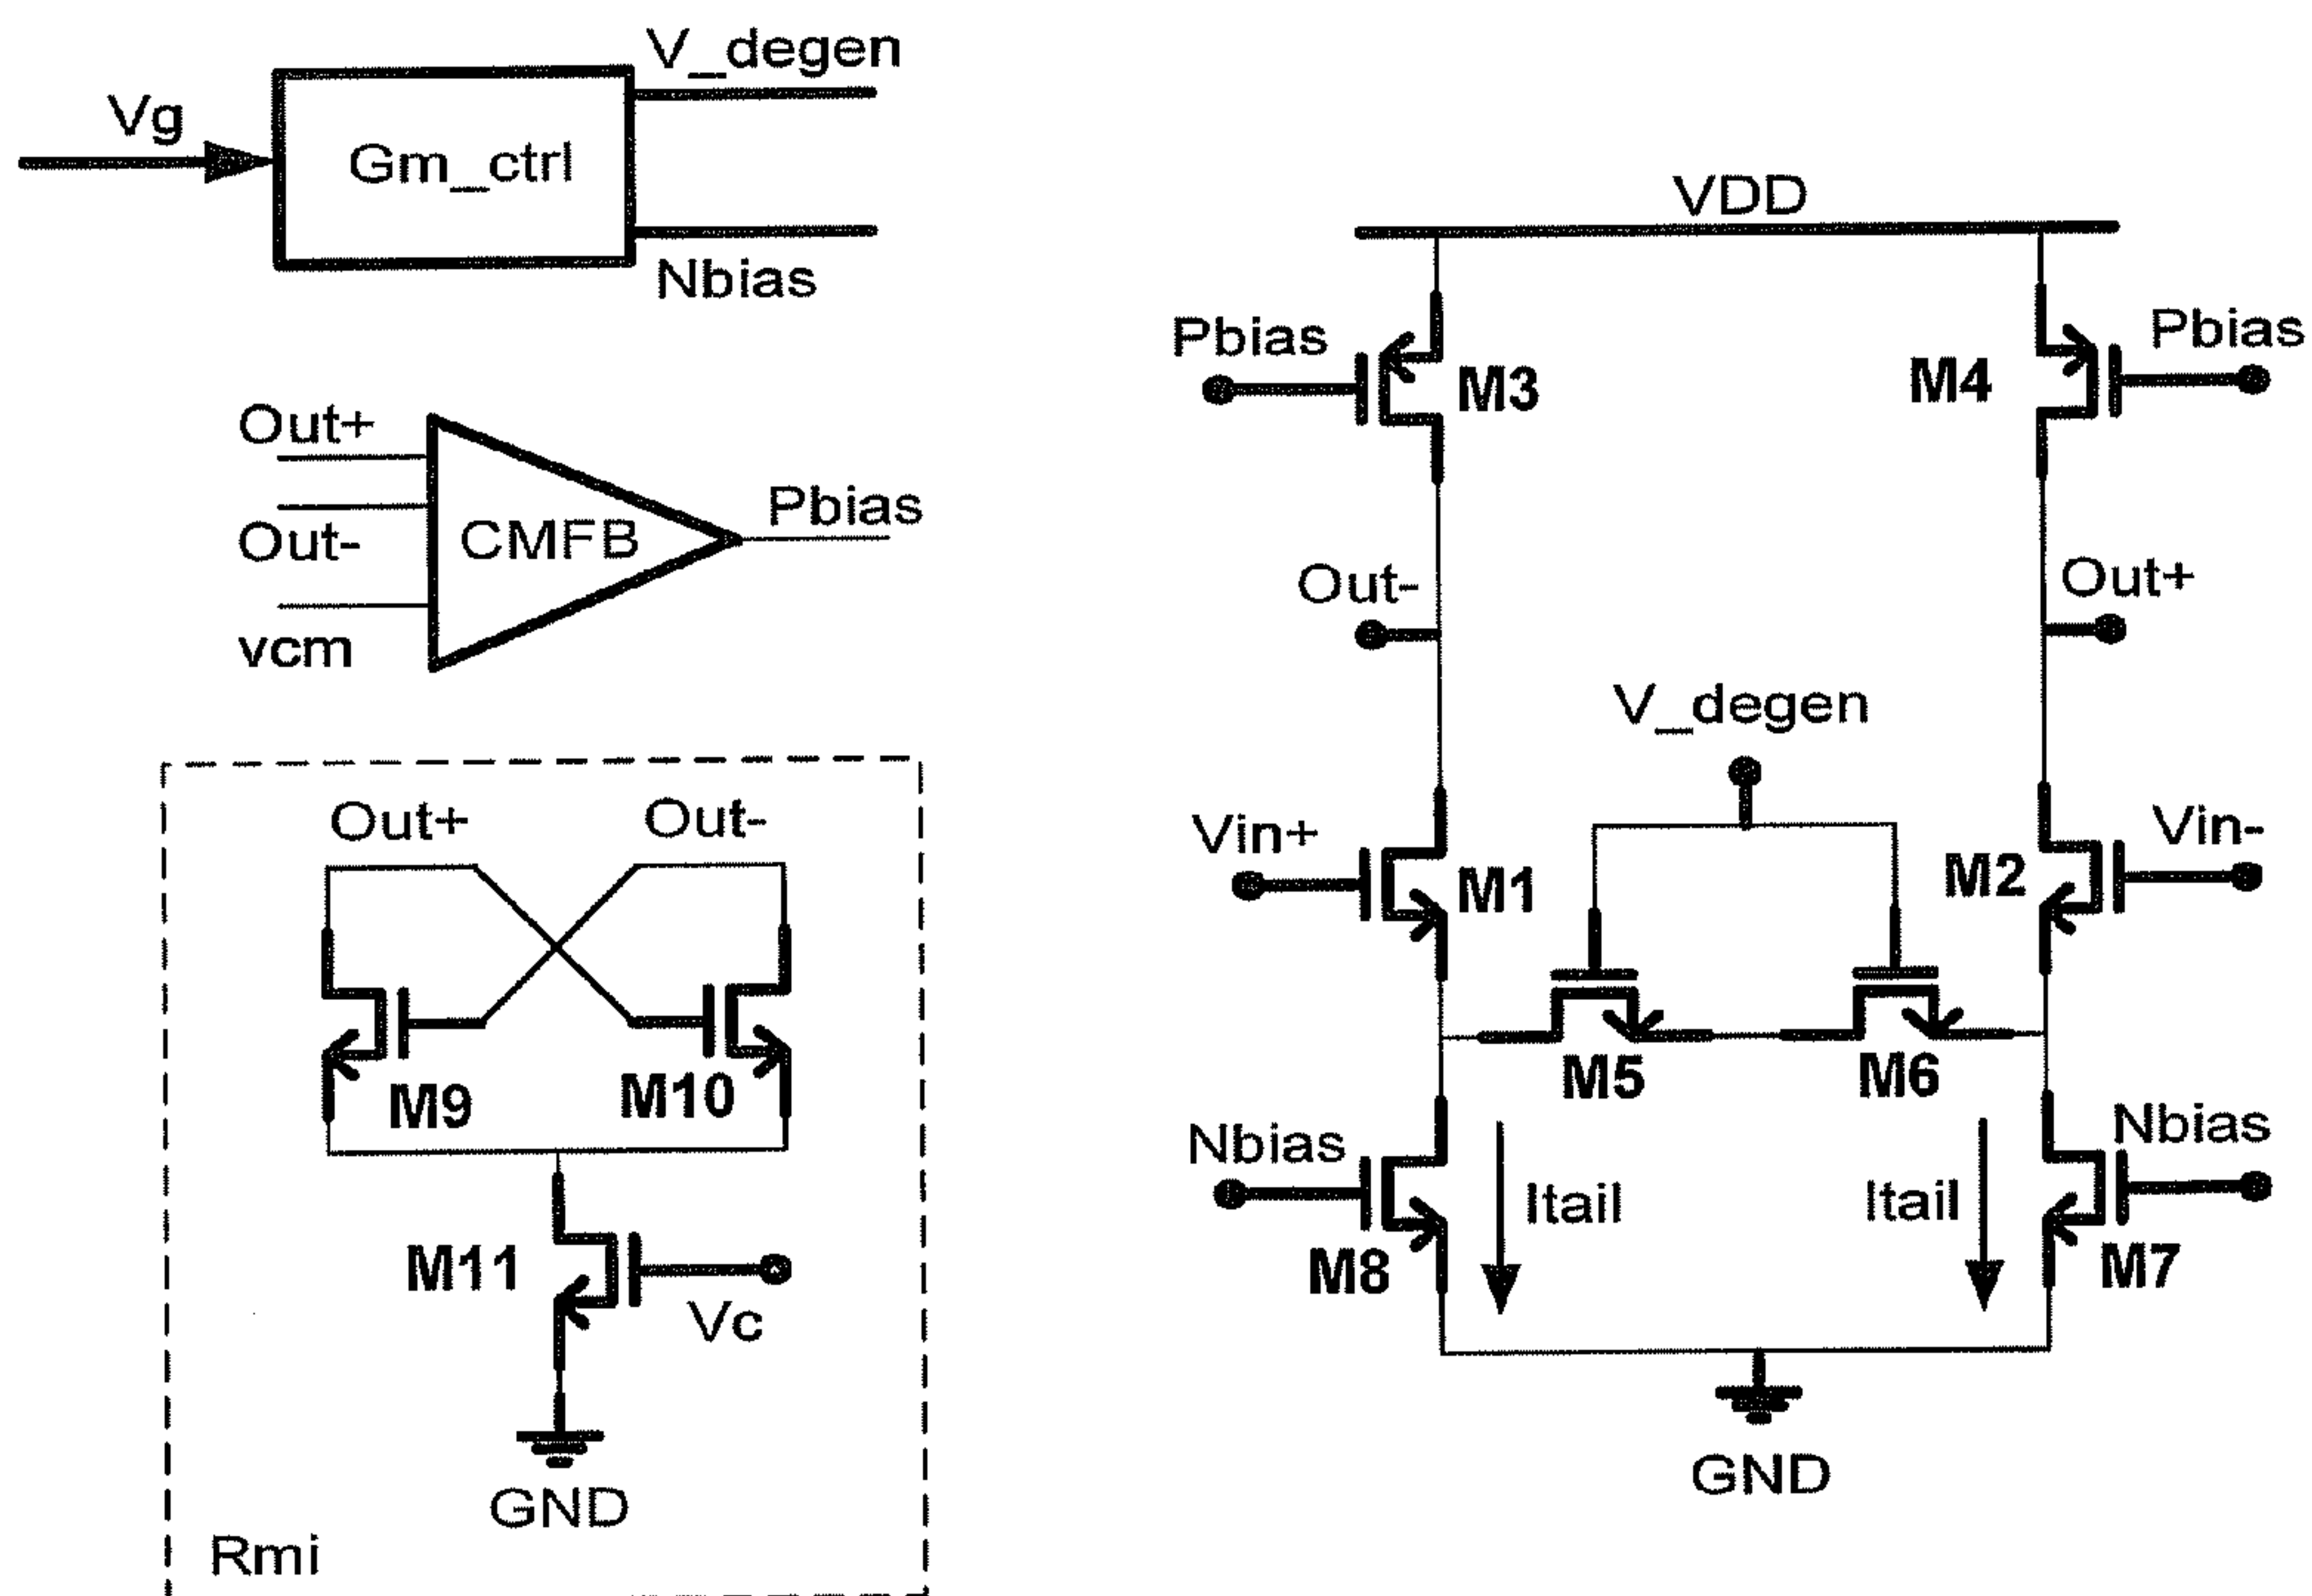 V_degen
Vg
Gm_ctrl
Nbias
Out+
Out-
vcm
CMFB
Pbias
Out+
Out-
M9
M10
M11
Vc
GND
Rmi
VDD
Pbias
M3
M4
Pbias
Out-
Out+
V_degen
Vin+
M1
M2
Vin-
M5
M6
Nbias
M8
Itail
Itail
Nbias
M7
GND